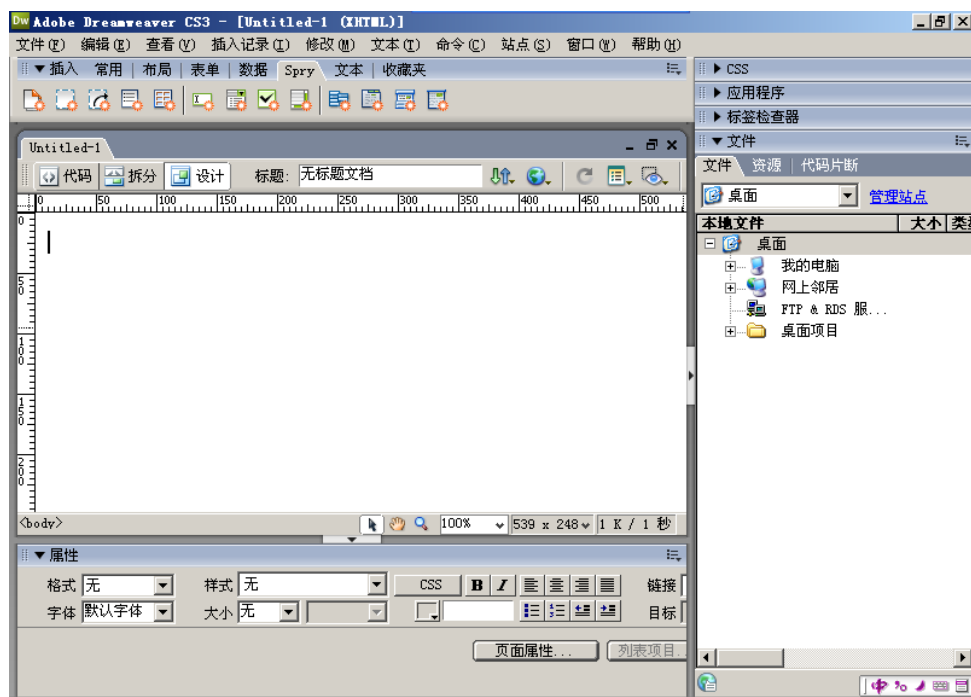 Adobe Dreamweaver CS3 - [Untitled-1 (XHTML)]
文件(F) 编辑(E) 查看(V) 插入记录(I) 修改(M) 文本(T) 命令(C) 站点(S) 窗口(W) 帮助(H)
▼插入 常用 布局 表单 数据 Spry 文本 收藏夹
Untitled-1
代码 拆分 设计 标题: 无标题文档
0 50 100 150 200 250 300 350 400 450 500
0
50
100
150
200
<body> 100% 539 x 248 1 K / 1 秒
▼属性
格式 无 样式 无 CSS B I 链接
字体 默认字体 大小 无 目标
页面属性... 列表项目..
▶ CSS
▶ 应用程序
▶ 标签检查器
▼ 文件
文件 资源 代码片断
桌面 管理站点
本地文件 大小 类
桌面
我的电脑
网上邻居
FTP & RDS 服...
桌面项目
中